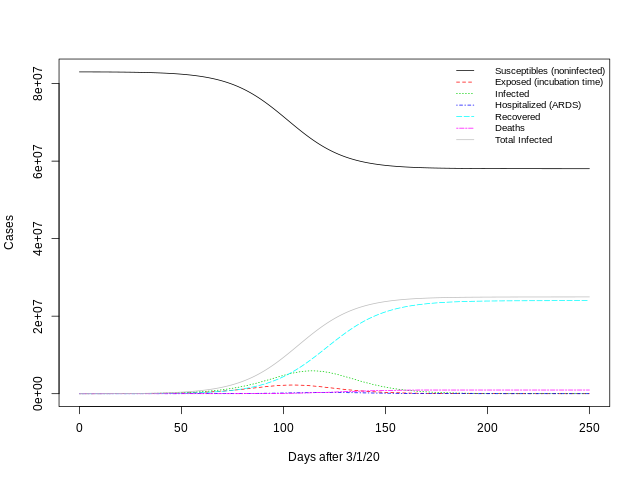 Susceptibles (noninfected)
Exposed (incubation time)
Infected
Hospitalized (ARDS)
Recovered
Deaths
Total Infected
8e+07
6e+07
4e+07
2e+07
0e+00
Cases
0 50 100 150 200 250
Days after 3/1/20